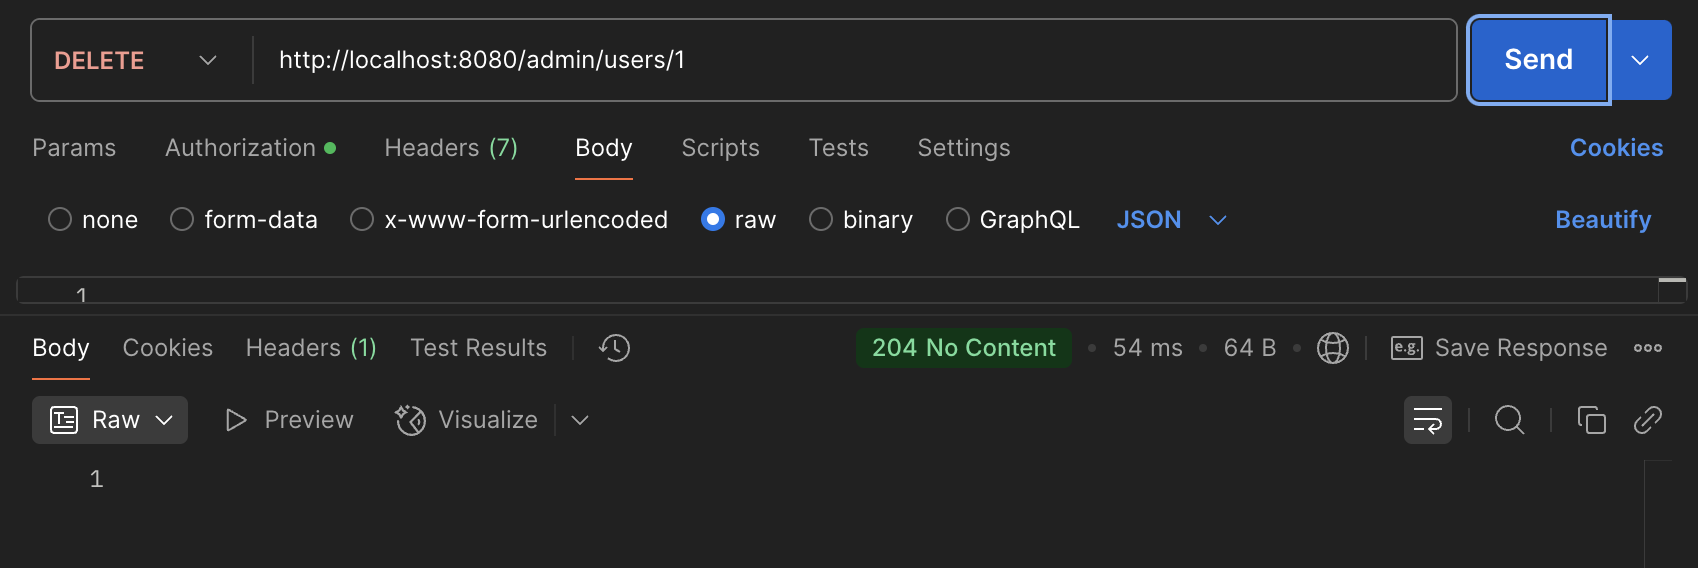 DELETE http://localhost:8080/admin/users/1 Send
Params Authorization Headers (7) Body Scripts Tests Settings Cookies
none form-data x-www-form-urlencoded raw binary GraphQL JSON Beautify
1
Body Cookies Headers (1) Test Results 204 No Content 54 ms 64 B e.g. Save Response
Raw Preview Visualize
1